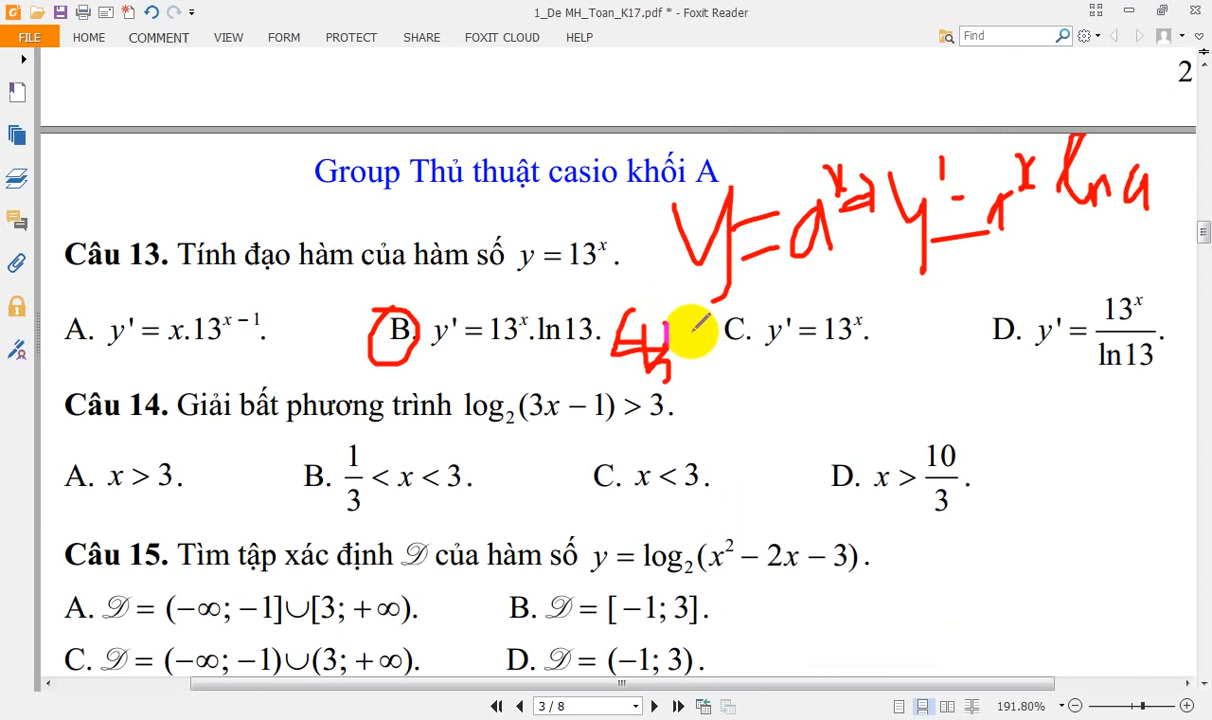 1_De MH_Toan_K17.pdf * - Foxit Reader
FILE HOME COMMENT VIEW FORM PROTECT SHARE FOXIT CLOUD HELP Find
2
Group Thủ thuật casio khối A
y = a^x ⇒ y' = a^x ln a
Câu 13. Tính đạo hàm của hàm số y = 13^x.
A. y' = x.13^{x−1}. B. y' = 13^x.ln13. C. y' = 13^x. D. y' = 13^x/ln13.
Câu 14. Giải bất phương trình log₂(3x − 1) > 3.
A. x > 3. B. 1/3 < x < 3. C. x < 3. D. x > 10/3.
Câu 15. Tìm tập xác định 𝒟 của hàm số y = log₂(x² − 2x − 3).
A. 𝒟 = (−∞; −1]∪[3; +∞). B. 𝒟 = [−1; 3].
C. 𝒟 = (−∞; −1)∪(3; +∞). D. 𝒟 = (−1; 3).
3 / 8 191.80%